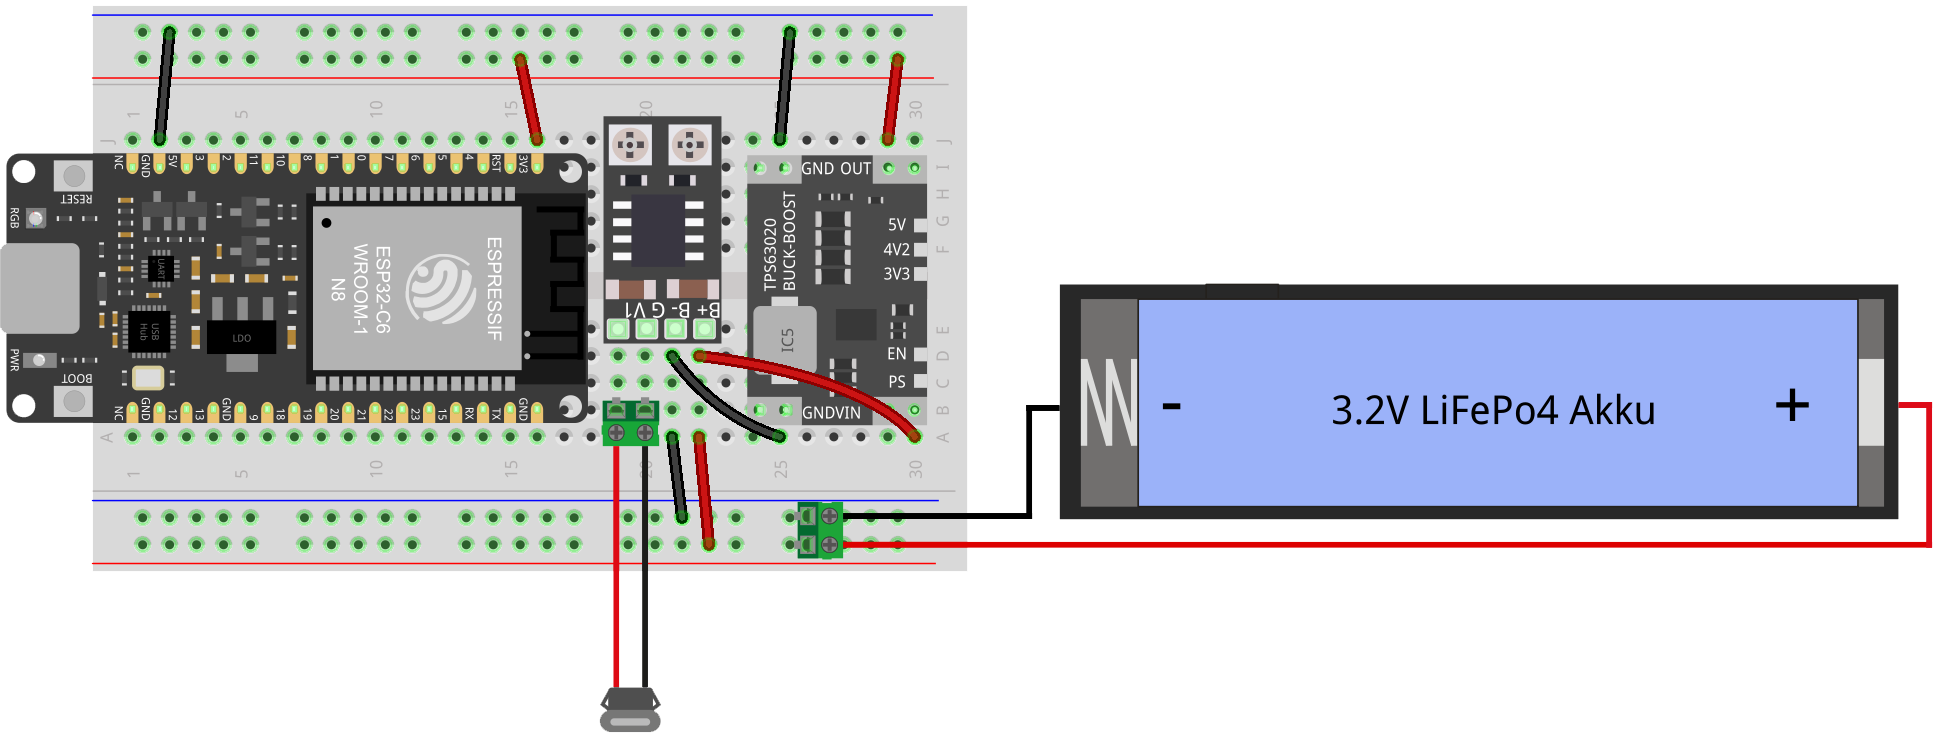 1 5 10 15 20 30
J J
NC GND 5V 3 2 11 10 8 1 0 7 6 5 4 RST 3V3
I
H
G
F
RESET
RGB
UART
USB
Hub
LDO
PWR
BOOT
ESPRESSIF
ESP32-C6
WROOM-1
N8
B+ B- G V1
GND OUT
TPS63020
BUCK-BOOST
5V
4V2
3V3
IC5
EN
PS
GNDVIN
E
D
C
B
NC GND 12 13 GND 9 18 19 20 21 22 23 15 RX TX GND
A A
1 5 10 15 20 25 30
- 3.2V LiFePo4 Akku +